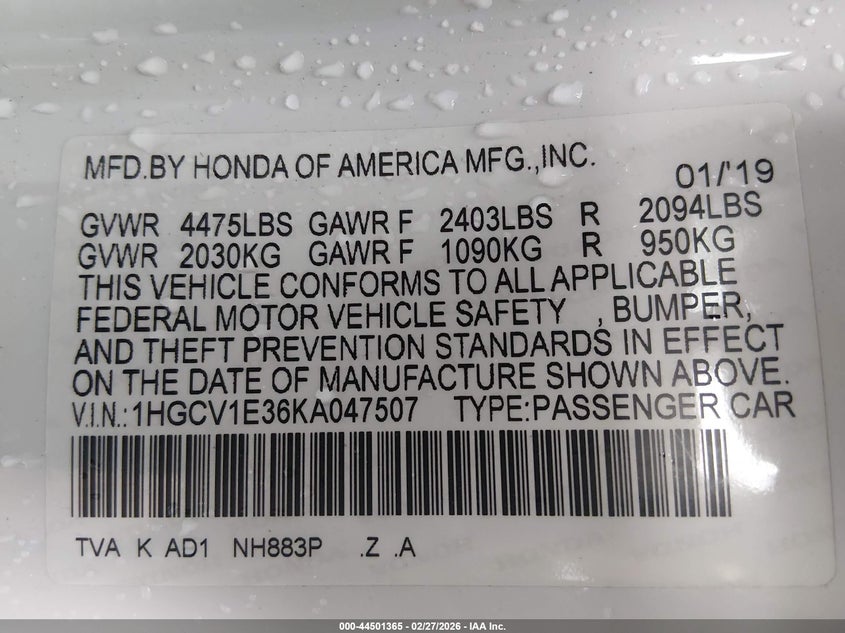 MFD.BY HONDA OF AMERICA MFG.,INC. 01/'19
GVWR 4475LBS GAWR F 2403LBS R 2094LBS
GVWR 2030KG GAWR F 1090KG R 950KG
THIS VEHICLE CONFORMS TO ALL APPLICABLE
FEDERAL MOTOR VEHICLE SAFETY , BUMPER,
AND THEFT PREVENTION STANDARDS IN EFFECT
ON THE DATE OF MANUFACTURE SHOWN ABOVE.
V.I.N.:1HGCV1E36KA047507 TYPE:PASSENGER CAR
TVA K AD1 NH883P .Z .A
000-44501365 | 02/27/2026 – IAA Inc.